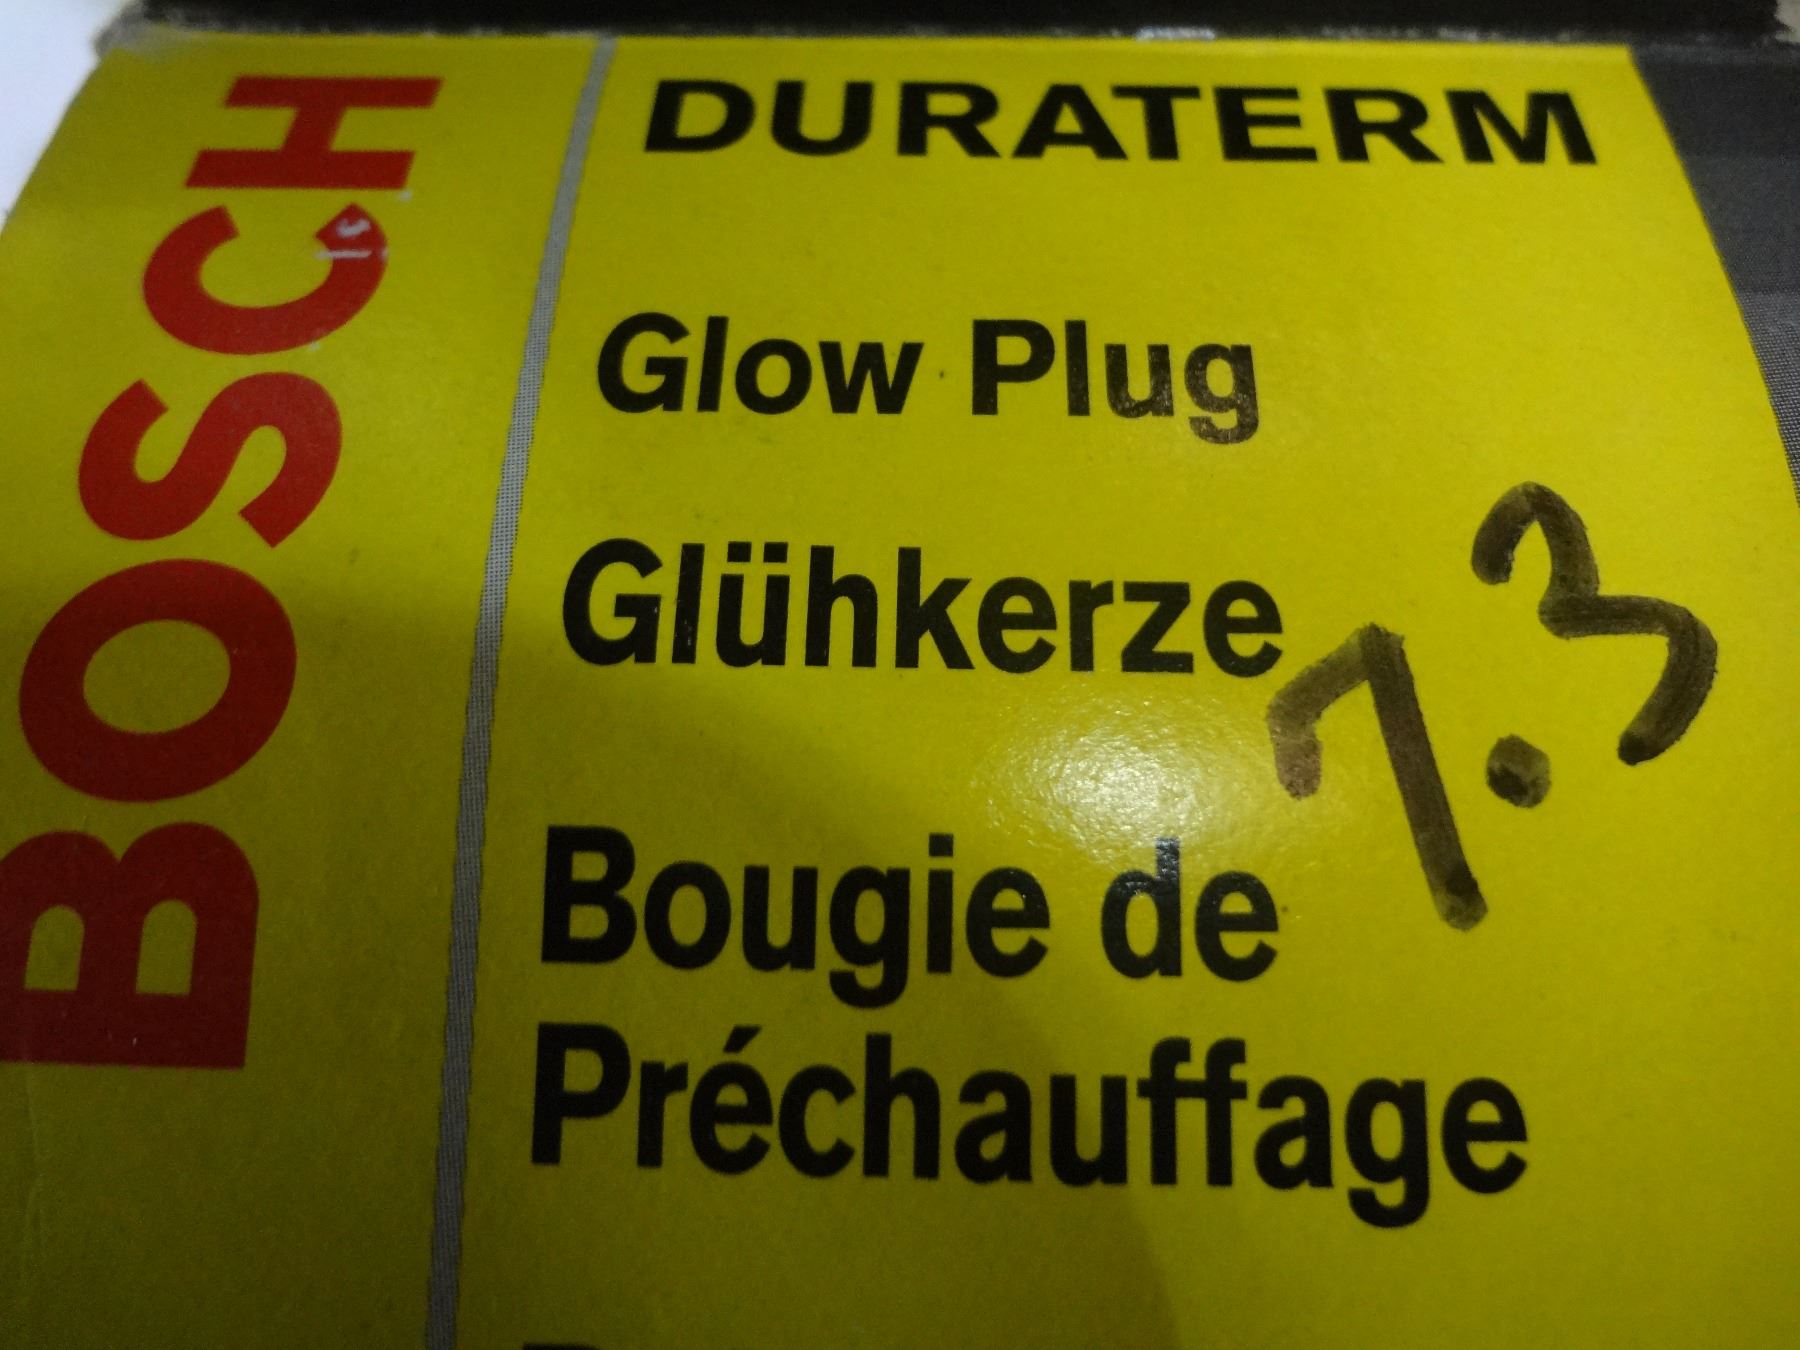 BOSCH
DURATERM
Glow Plug
Glühkerze
7.3
Bougie de
Préchauffage